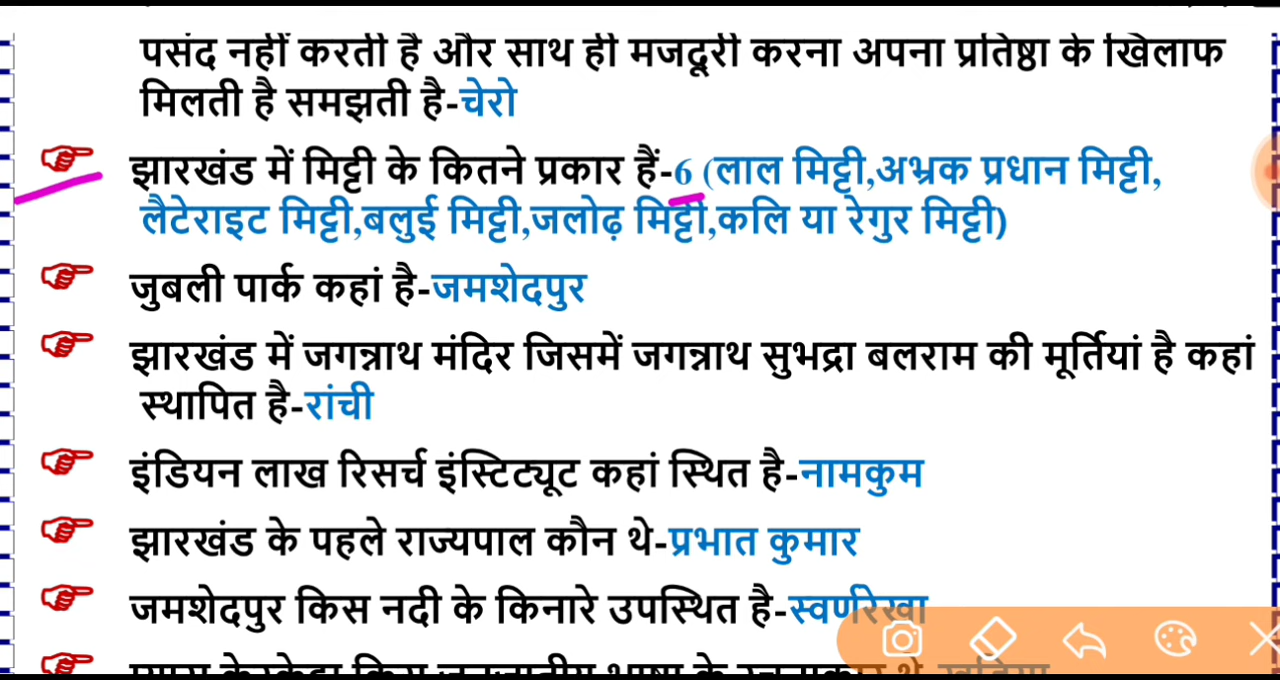 पसंद नहीं करती है और साथ ही मजदूरी करना अपना प्रतिष्ठा के खिलाफ
मिलती है समझती है-चेरो
झारखंड में मिट्टी के कितने प्रकार हैं-6 (लाल मिट्टी,अभ्रक प्रधान मिट्टी,
लैटेराइट मिट्टी,बलुई मिट्टी,जलोढ़ मिट्टी,कलि या रेगुर मिट्टी)
जुबली पार्क कहां है-जमशेदपुर
झारखंड में जगन्नाथ मंदिर जिसमें जगन्नाथ सुभद्रा बलराम की मूर्तियां है कहां
स्थापित है-रांची
इंडियन लाख रिसर्च इंस्टिट्यूट कहां स्थित है-नामकुम
झारखंड के पहले राज्यपाल कौन थे-प्रभात कुमार
जमशेदपुर किस नदी के किनारे उपस्थित है-स्वर्णरेखा